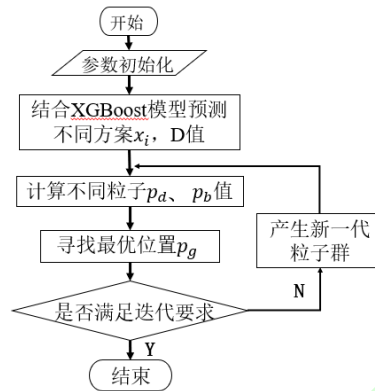 开始
参数初始化
结合XGBoost模型预测
不同方案x_i，D值
计算不同粒子p_d、p_b值
寻找最优位置p_g
产生新一代
粒子群
是否满足迭代要求
N
Y
结束